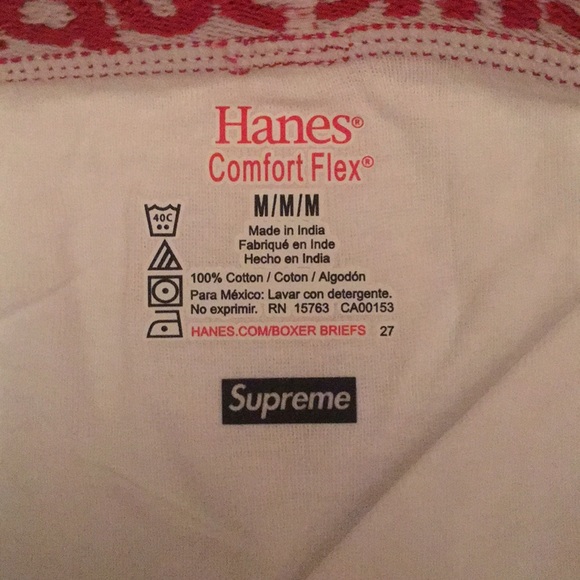 Hanes®
Comfort Flex®
M/M/M
Made in India
Fabriqué en Inde
Hecho en India
40C
100% Cotton / Coton / Algodón
Para México: Lavar con detergente.
No exprimir. RN 15763 CA00153
HANES.COM/BOXER BRIEFS 27
Supreme